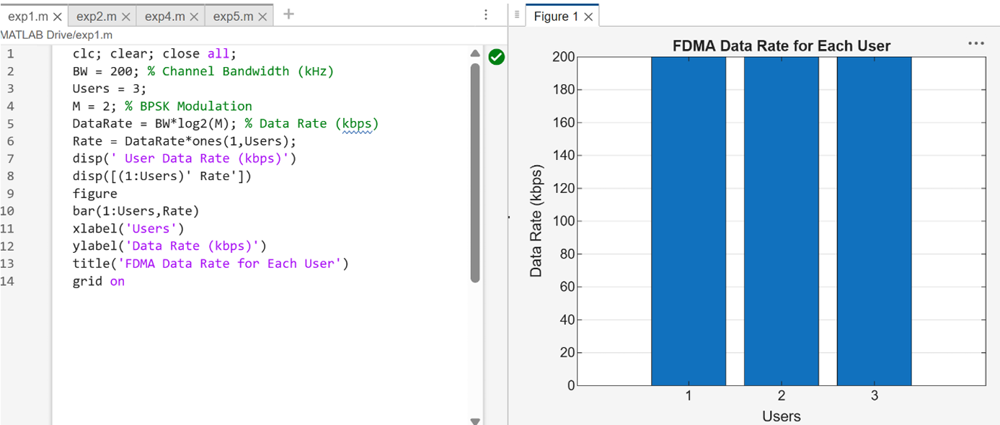 exp1.m × exp2.m × exp4.m × exp5.m × +
MATLAB Drive/exp1.m
1 clc; clear; close all;
2 BW = 200; % Channel Bandwidth (kHz)
3 Users = 3;
4 M = 2; % BPSK Modulation
5 DataRate = BW*log2(M); % Data Rate (kbps)
6 Rate = DataRate*ones(1,Users);
7 disp(' User Data Rate (kbps)')
8 disp([(1:Users)' Rate'])
9 figure
10 bar(1:Users,Rate)
11 xlabel('Users')
12 ylabel('Data Rate (kbps)')
13 title('FDMA Data Rate for Each User')
14 grid on
Figure 1 ×
FDMA Data Rate for Each User
200
180
160
140
120
100
80
60
40
20
0
Data Rate (kbps)
1 2 3
Users